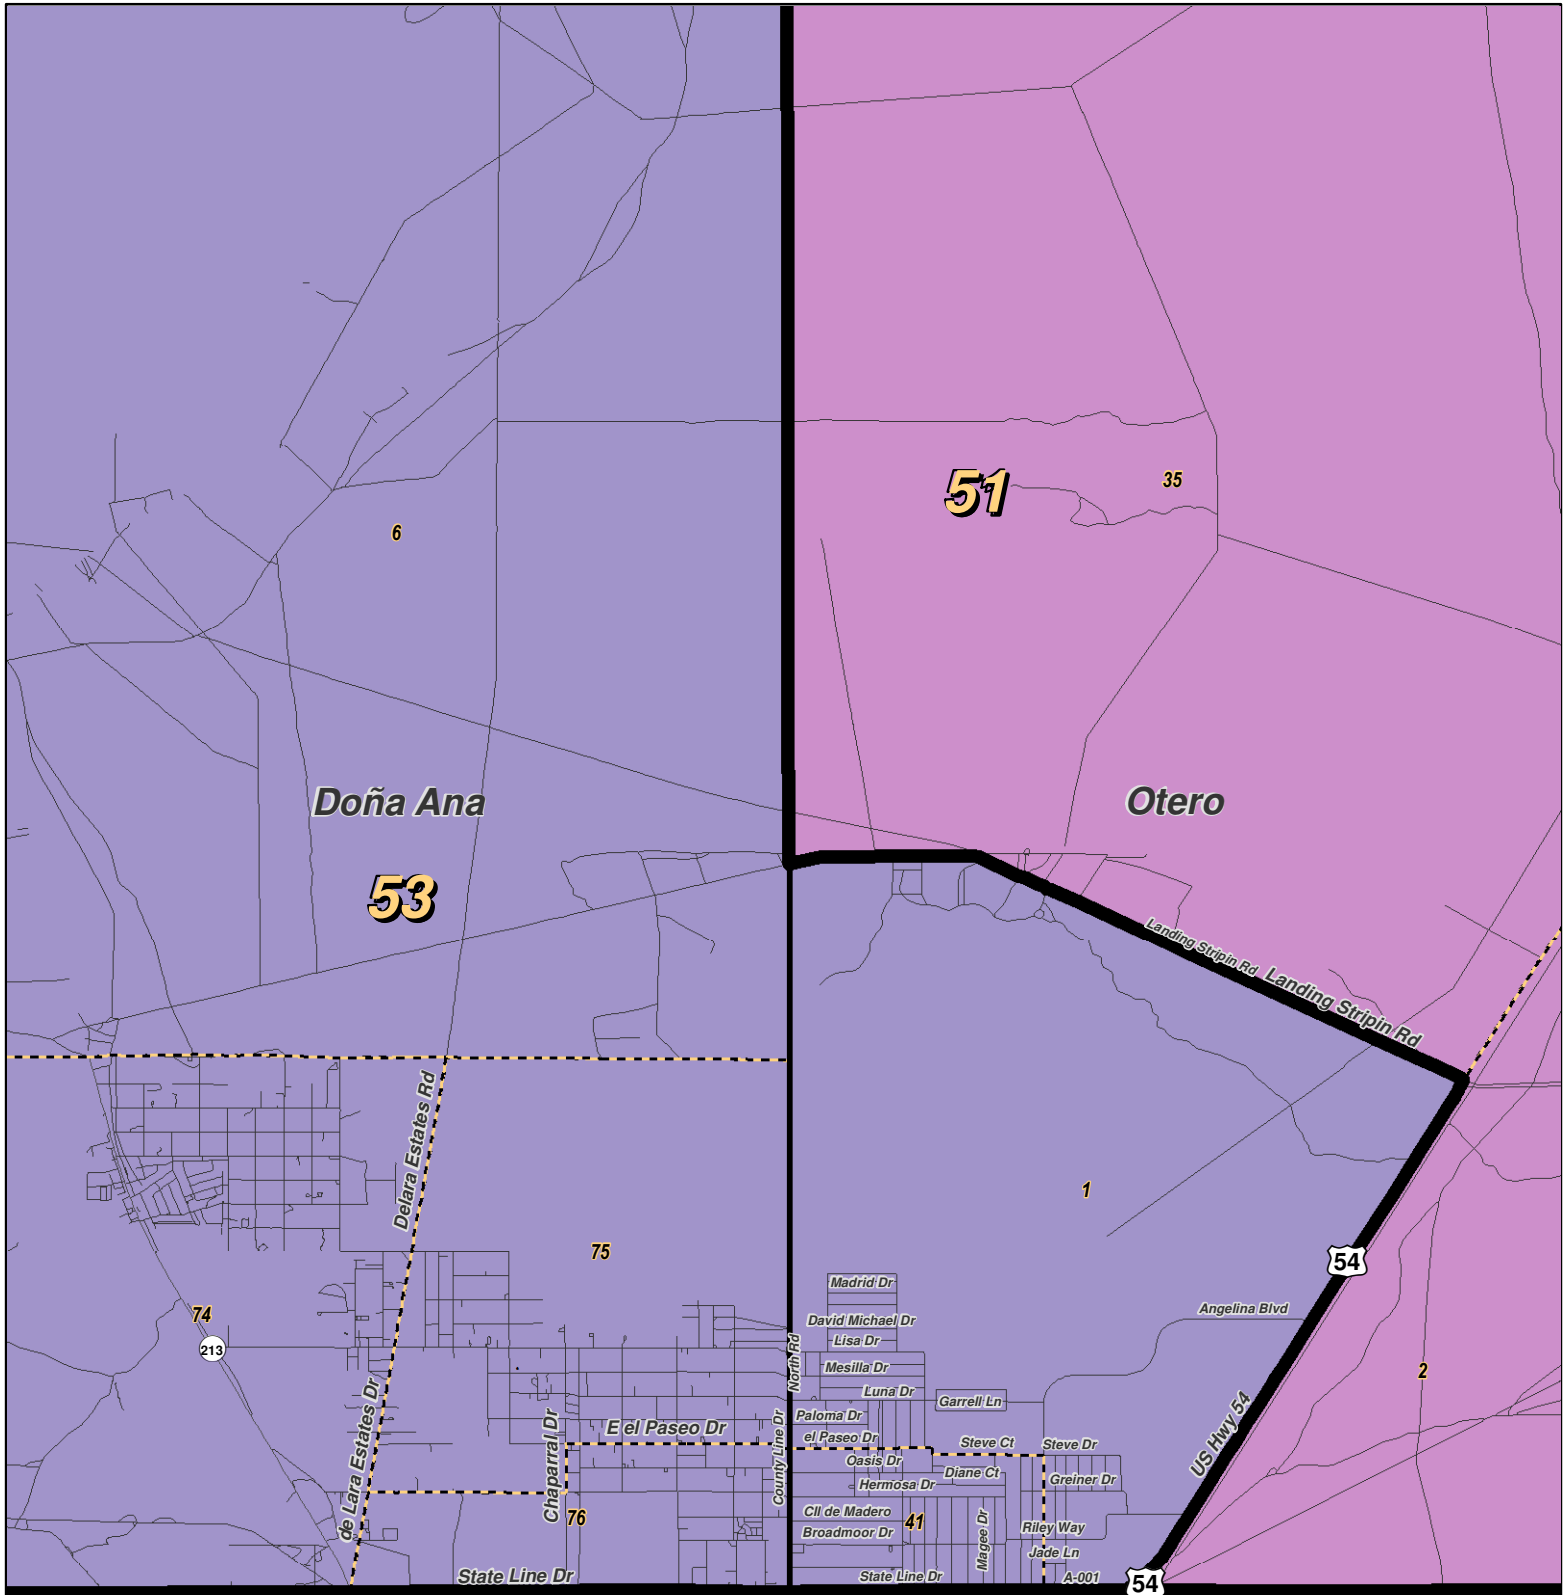 51
35
6
Doña Ana
Otero
53
Landing Stripin Rd
Landing Stripin Rd
Delara Estates Rd
1
75
54
Madrid Dr
Angelina Blvd
74
David Michael Dr
213
Lisa Dr
North Rd
Mesilla Dr
2
Luna Dr
Garrell Ln
de Lara Estates Dr
Chaparral Dr
E el Paseo Dr
County Line Dr
Paloma Dr
el Paseo Dr
Steve Ct
Steve Dr
US Hwy 54
Oasis Dr
Diane Ct
Hermosa Dr
Greiner Dr
76
Cll de Madero
41
Broadmoor Dr
Magee Dr
Riley Way
Jade Ln
State Line Dr
State Line Dr
A-001
54